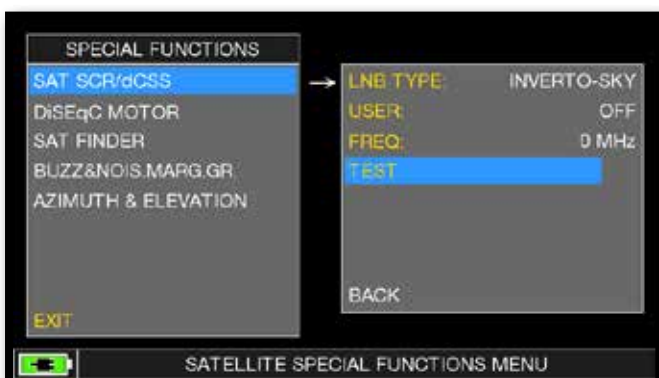 SPECIAL FUNCTIONS
SAT SCR/dCSS
DiSEqC MOTOR
SAT FINDER
BUZZ&NOIS.MARG.GR
AZIMUTH & ELEVATION
EXIT
→ LNB TYPE: INVERTO-SKY
USER: OFF
FREQ: 0 MHz
TEST
BACK
SATELLITE SPECIAL FUNCTIONS MENU